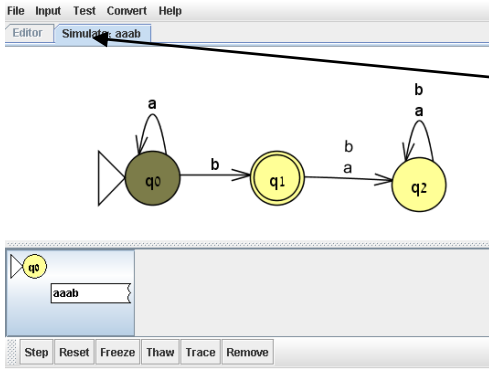 File Input Test Convert Help
Editor Simulate: aaab
a
b
a
q0
b
q1
b
a
q2
q0
aaab
Step Reset Freeze Thaw Trace Remove